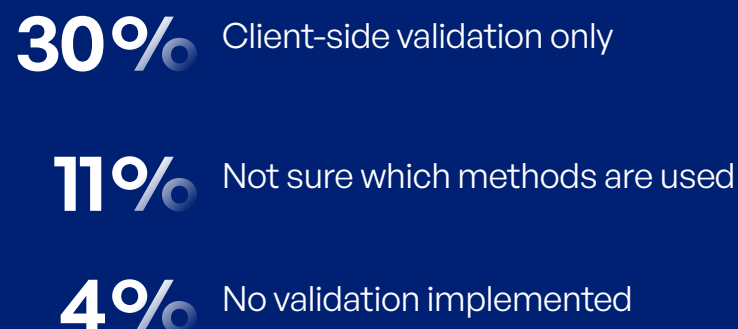 30% Client-side validation only
11% Not sure which methods are used
4% No validation implemented